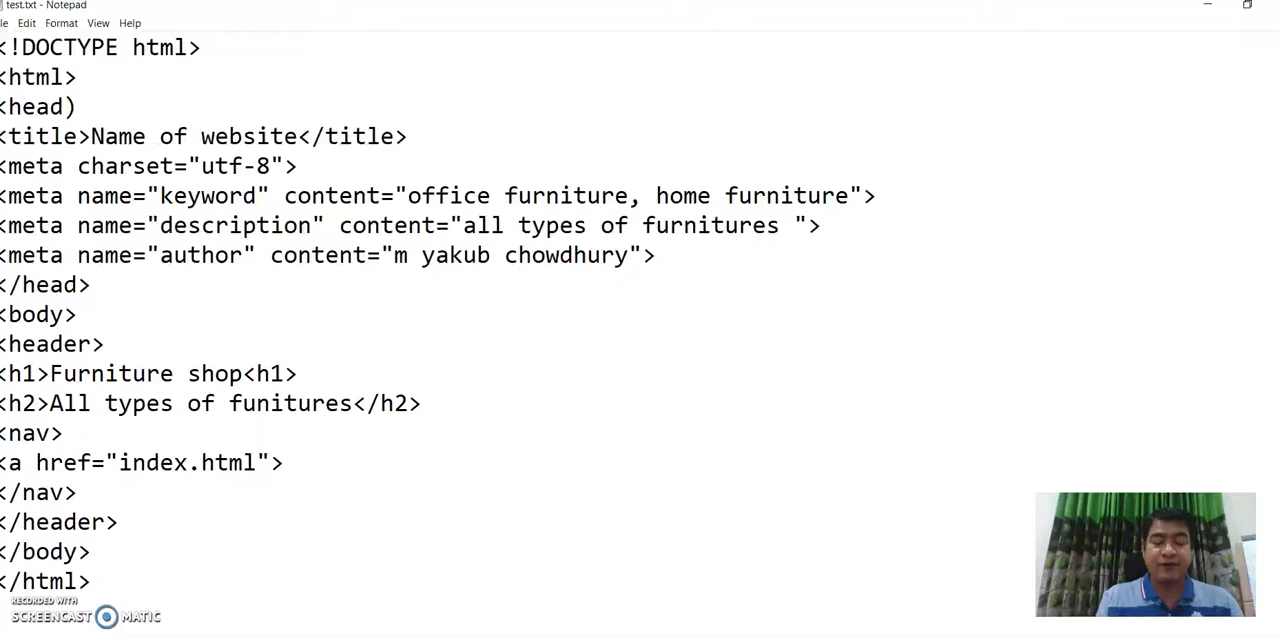 test.txt - Notepad
le Edit Format View Help
<!DOCTYPE html>
<html>
<head)
<title>Name of website</title>
<meta charset="utf-8">
<meta name="keyword" content="office furniture, home furniture">
<meta name="description" content="all types of furnitures ">
<meta name="author" content="m yakub chowdhury">
</head>
<body>
<header>
<h1>Furniture shop<h1>
<h2>All types of funitures</h2>
<nav>
<a href="index.html">
</nav>
</header>
</body>
</html>
RECORDED WITH
SCREENCAST MATIC